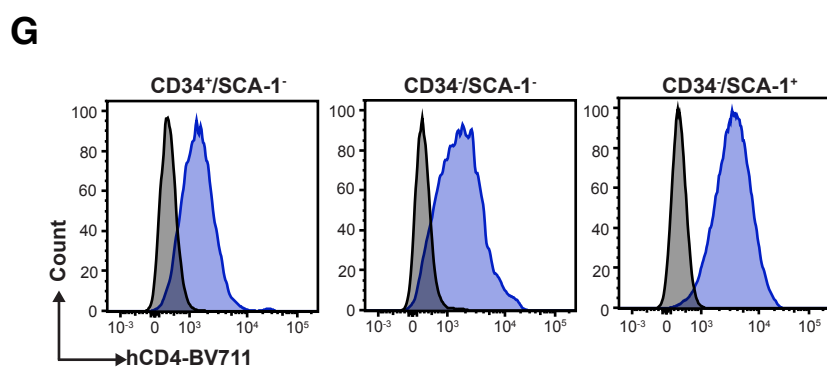 G
CD34⁺/SCA-1⁻ CD34⁻/SCA-1⁻ CD34⁻/SCA-1⁺
100 100 100
80 80 80
60 60 60
40 40 40
20 20 20
0 0 0
10⁻³ 0 10³ 10⁴ 10⁵ 10⁻³ 0 10³ 10⁴ 10⁵ 10⁻³ 0 10³ 10⁴ 10⁵
Count
hCD4-BV711